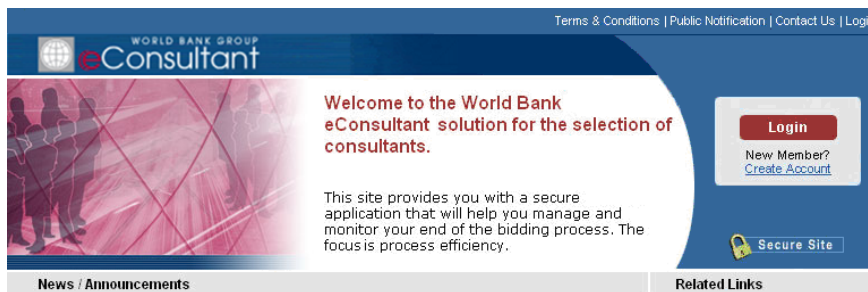 Terms & Conditions | Public Notification | Contact Us | Logi
WORLD BANK GROUP
eConsultant
Welcome to the World Bank
eConsultant solution for the selection of
consultants.
This site provides you with a secure
application that will help you manage and
monitor your end of the bidding process. The
focus is process efficiency.
Login
New Member?
Create Account
Secure Site
News / Announcements
Related Links